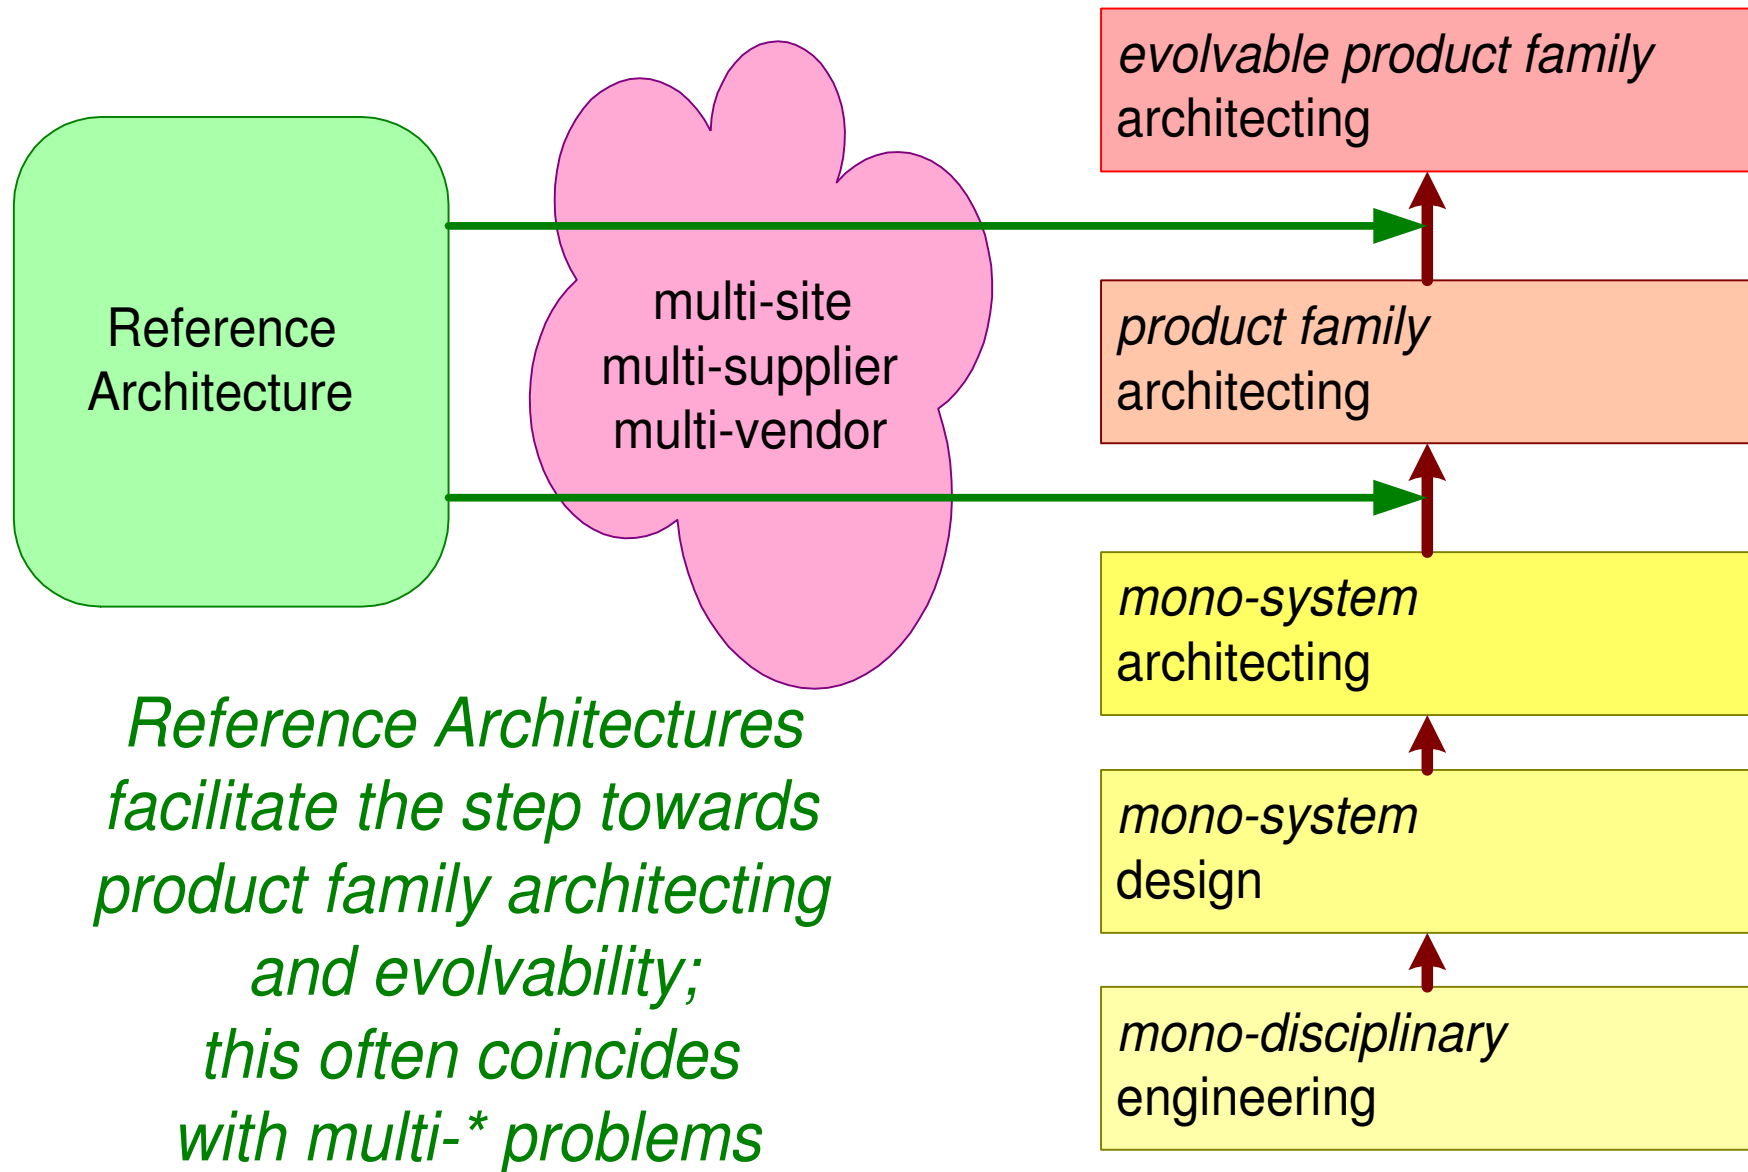 Reference
Architecture
multi-site
multi-supplier
multi-vendor
evolvable product family
architecting
product family
architecting
mono-system
architecting
mono-system
design
mono-disciplinary
engineering
Reference Architectures
facilitate the step towards
product family architecting
and evolvability;
this often coincides
with multi-* problems